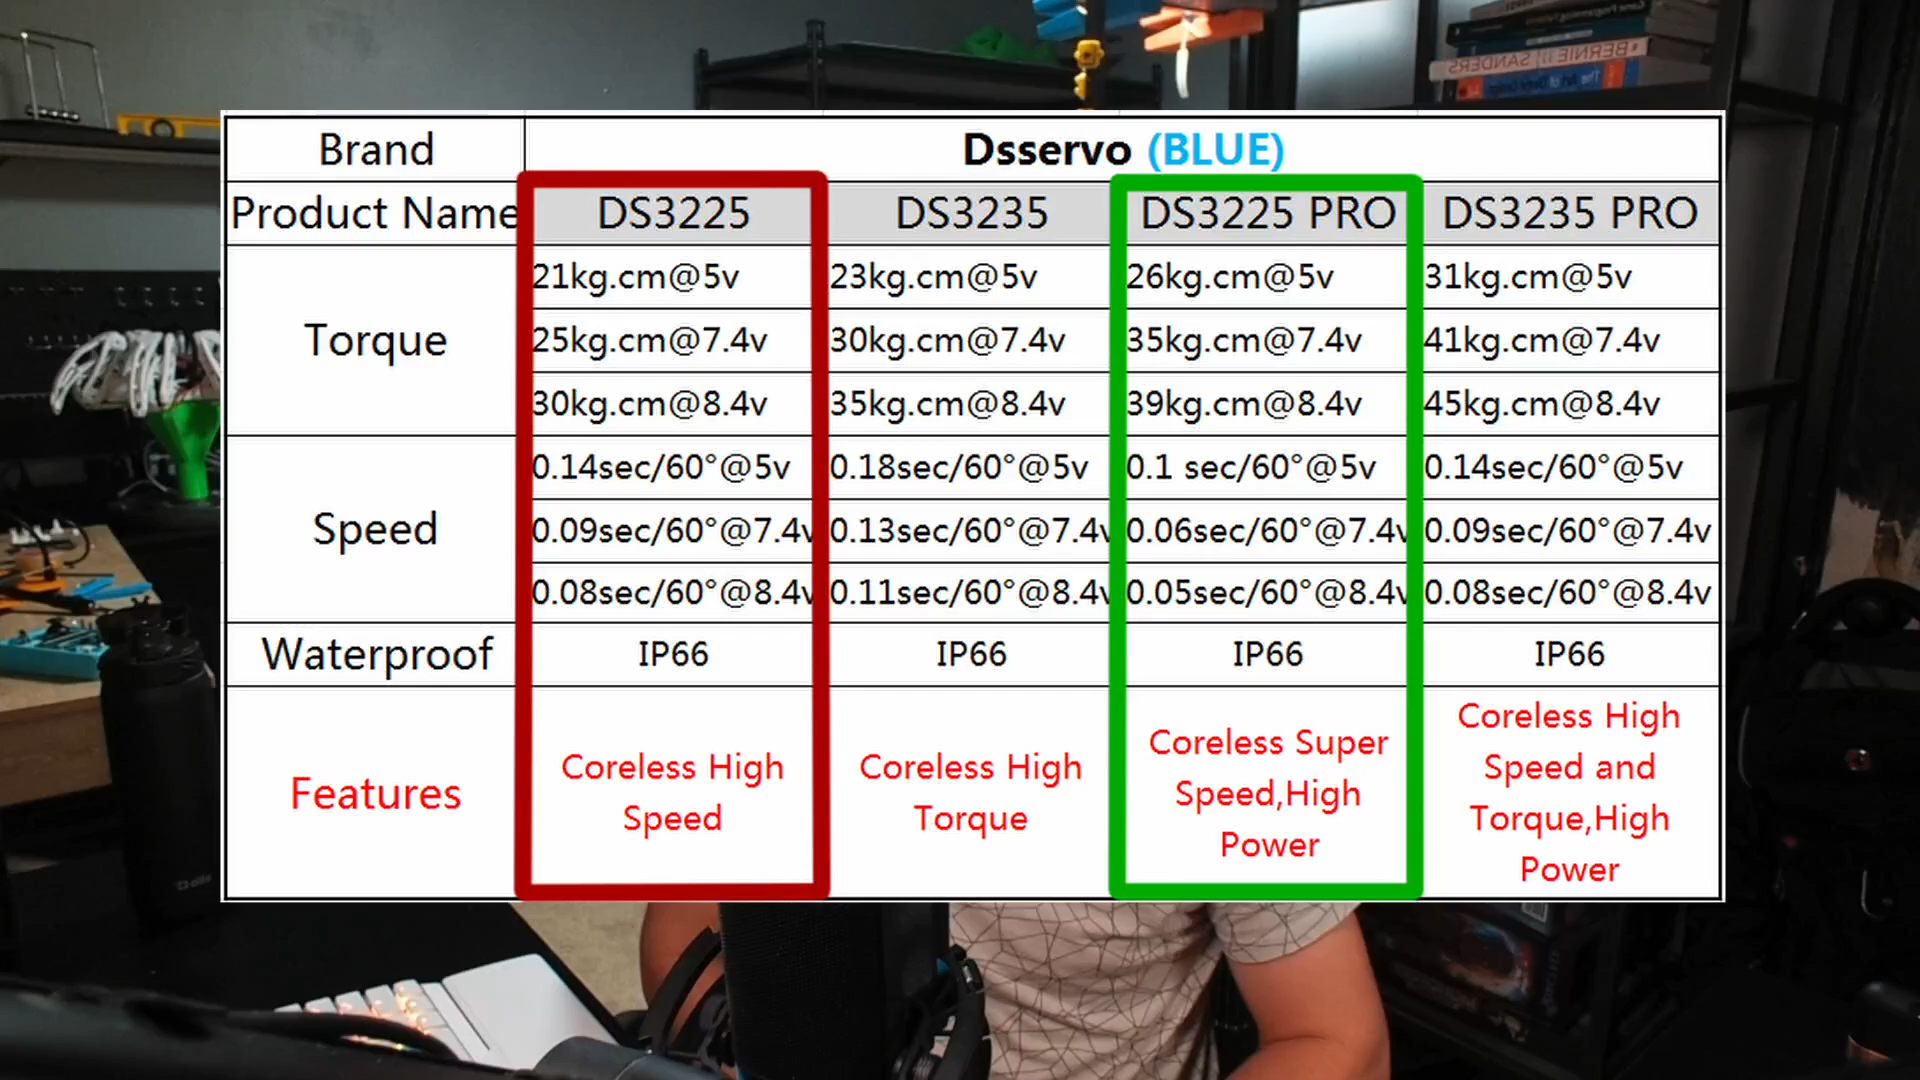 BERNIE SANDERS
Brand Dsservo (BLUE)
Product Name DS3225 DS3235 DS3225 PRO DS3235 PRO
Torque
21kg.cm@5v 23kg.cm@5v 26kg.cm@5v 31kg.cm@5v
25kg.cm@7.4v 30kg.cm@7.4v 35kg.cm@7.4v 41kg.cm@7.4v
30kg.cm@8.4v 35kg.cm@8.4v 39kg.cm@8.4v 45kg.cm@8.4v
Speed
0.14sec/60°@5v 0.18sec/60°@5v 0.1 sec/60°@5v 0.14sec/60°@5v
0.09sec/60°@7.4v 0.13sec/60°@7.4v 0.06sec/60°@7.4v 0.09sec/60°@7.4v
0.08sec/60°@8.4v 0.11sec/60°@8.4v 0.05sec/60°@8.4v 0.08sec/60°@8.4v
Waterproof IP66 IP66 IP66 IP66
Features
Coreless High
Speed
Coreless High
Torque
Coreless Super
Speed,High
Power
Coreless High
Speed and
Torque,High
Power